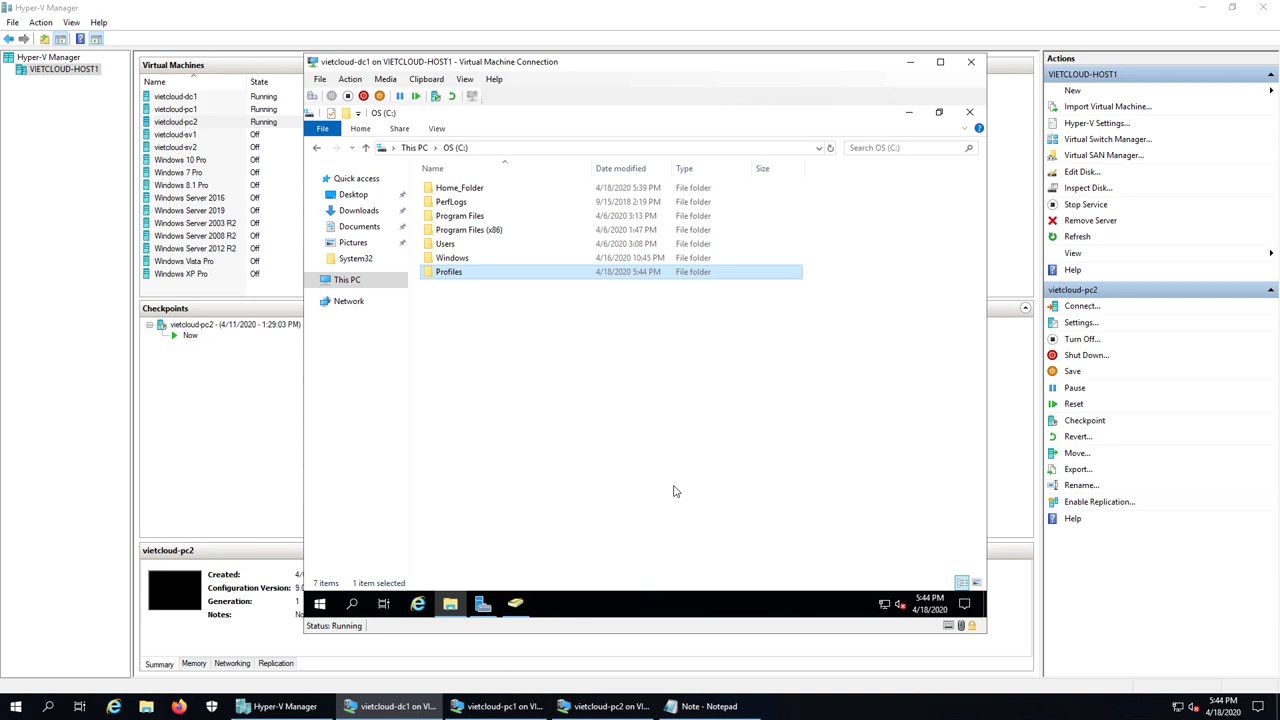 Hyper-V Manager
File Action View Help
Hyper-V Manager
VIETCLOUD-HOST1
Virtual Machines
Name State
vietcloud-dc1 Running
vietcloud-pc1 Running
vietcloud-pc2 Running
vietcloud-sv1 Off
vietcloud-sv2 Off
Windows 10 Pro Off
Windows 7 Pro Off
Windows 8.1 Pro Off
Windows Server 2016 Off
Windows Server 2019 Off
Windows Server 2003 R2 Off
Windows Server 2008 R2 Off
Windows Server 2012 R2 Off
Windows Vista Pro Off
Windows XP Pro Off
Checkpoints
vietcloud-pc2 - (4/11/2020 - 1:29:03 PM)
Now
vietcloud-pc2
Created: 4/
Configuration Version: 9.0
Generation: 1
Notes: No
Summary Memory Networking Replication
vietcloud-dc1 on VIETCLOUD-HOST1 - Virtual Machine Connection
File Action Media Clipboard View Help
OS (C:)
File Home Share View
This PC OS (C:) Search OS (C:)
Quick access
Desktop
Downloads
Documents
Pictures
System32
This PC
Network
Name Date modified Type Size
Home_Folder 4/18/2020 5:39 PM File folder
PerfLogs 9/15/2018 2:19 PM File folder
Program Files 4/6/2020 3:13 PM File folder
Program Files (x86) 4/6/2020 1:47 PM File folder
Users 4/6/2020 3:08 PM File folder
Windows 4/16/2020 10:45 PM File folder
Profiles 4/18/2020 5:44 PM File folder
7 items 1 item selected
5:44 PM
4/18/2020
Status: Running
Actions
VIETCLOUD-HOST1
New
Import Virtual Machine...
Hyper-V Settings...
Virtual Switch Manager...
Virtual SAN Manager...
Edit Disk...
Inspect Disk...
Stop Service
Remove Server
Refresh
View
Help
vietcloud-pc2
Connect...
Settings...
Turn Off...
Shut Down...
Save
Pause
Reset
Checkpoint
Revert...
Move...
Export...
Rename...
Enable Replication...
Help
Hyper-V Manager vietcloud-dc1 on VI... vietcloud-pc1 on VI... vietcloud-pc2 on VI... Note - Notepad
5:44 PM
4/18/2020